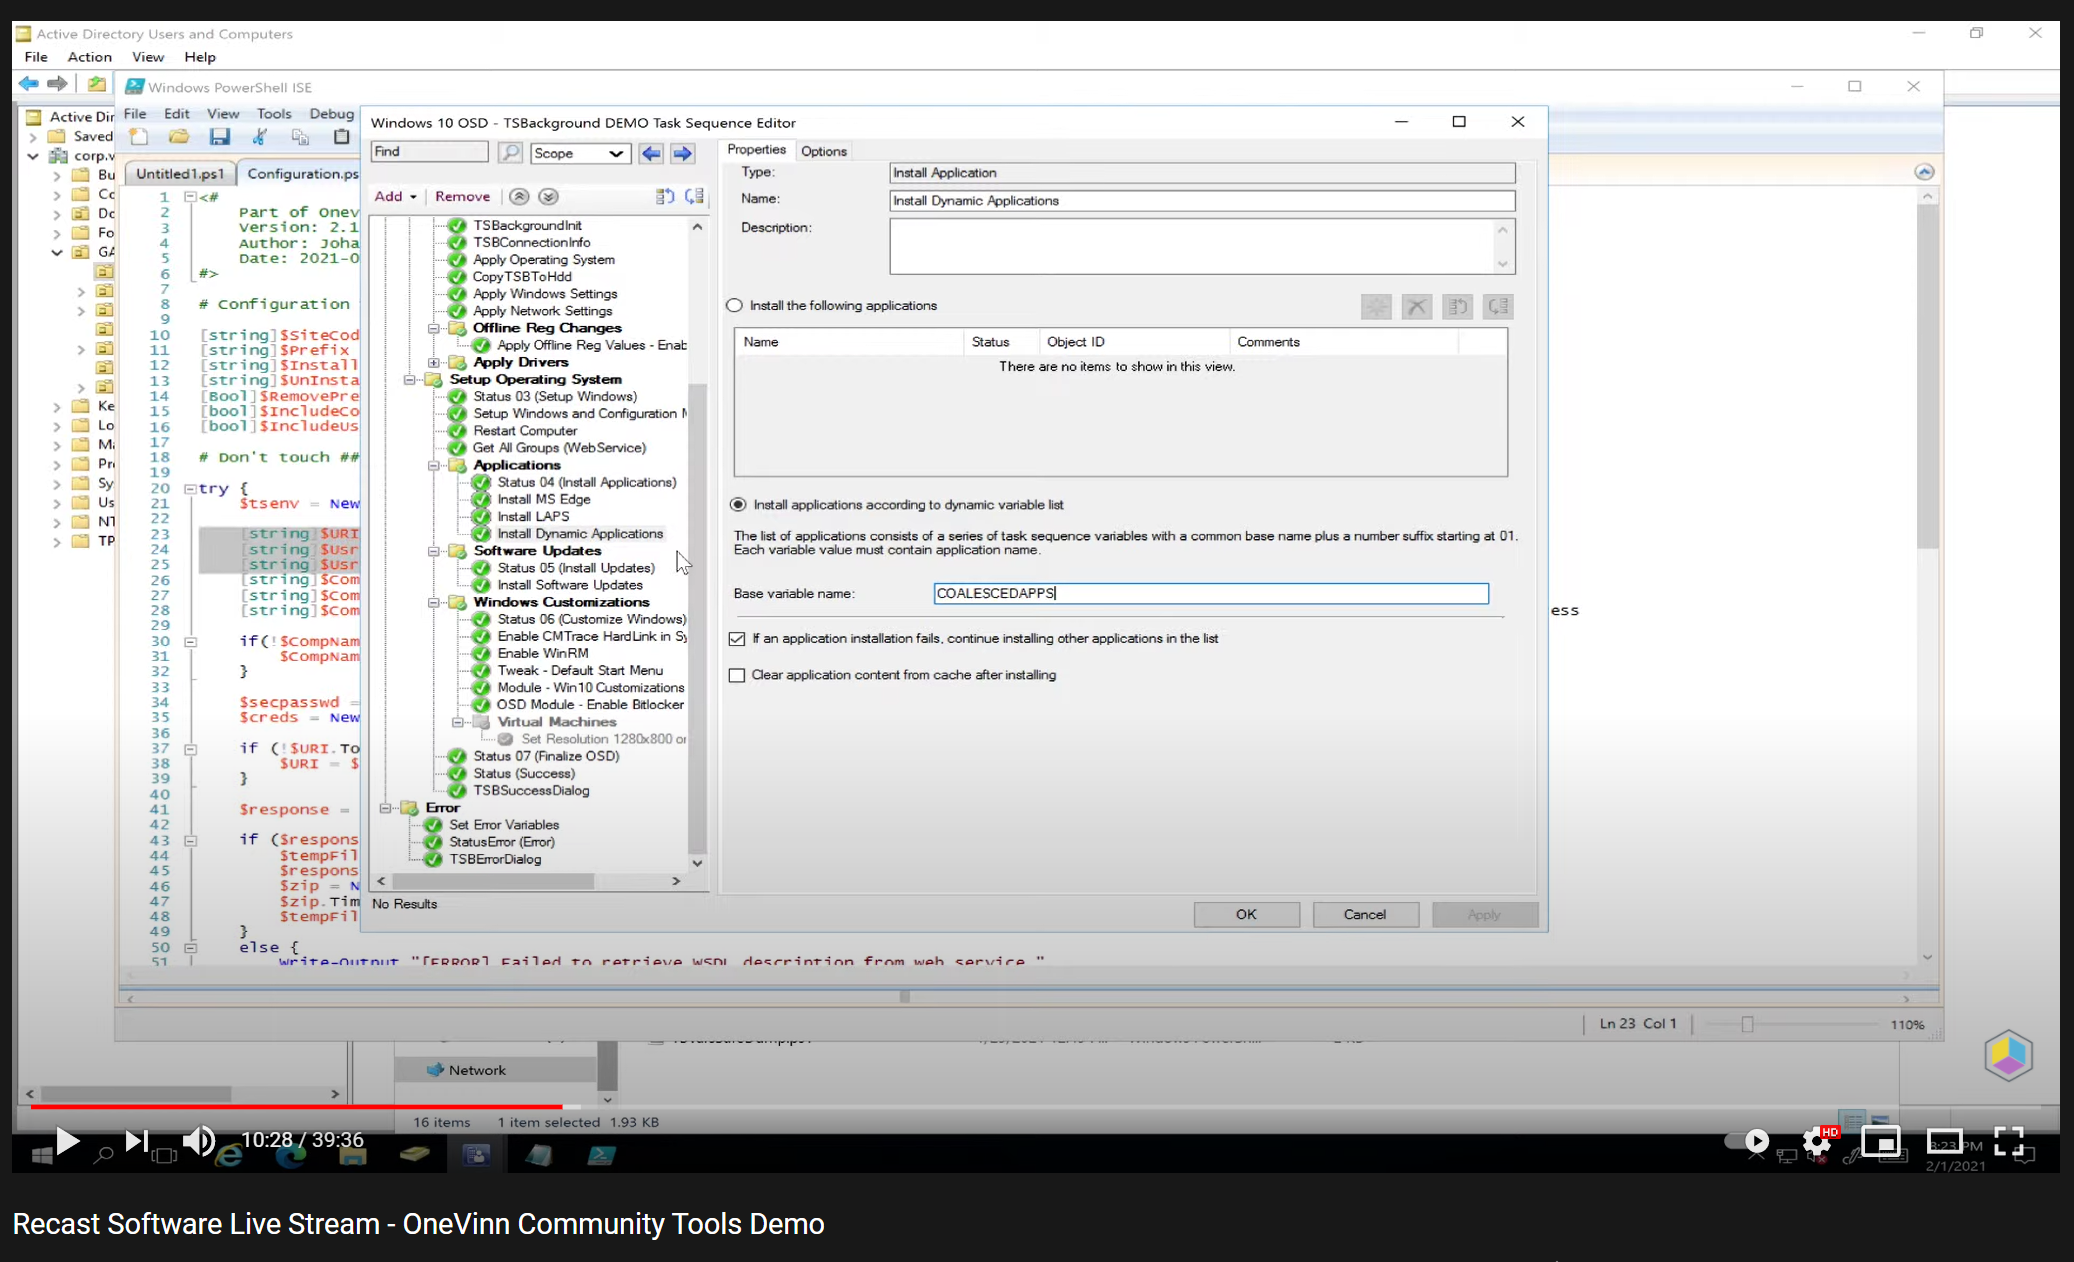 Active Directory Users and Computers
File Action View Help
Windows PowerShell ISE
File Edit View Tools Debug
Active Dir
Saved
corp.v
Bu
Co
Do
Fo
GA
Ke
Lo
Ma
Pr
Sy
Us
NT
TP
Untitled1.ps1 Configuration.ps
1 <#
2 Part of Onev
3 Version: 2.1
4 Author: Joha
5 Date: 2021-0
6 #>
7
8 # Configuration
9
10 [string]$SiteCod
11 [string]$Prefix
12 [string]$Install
13 [string]$UnInsta
14 [Bool]$RemovePre
15 [bool]$IncludeCo
16 [bool]$IncludeUs
17
18 # Don't touch ##
19
20 try {
21 $tsenv = New
22
23 [string]$URI
24 [string]$Usr
25 [string]$Usr
26 [string]$Com
27 [string]$Com
28 [string]$Com
29
30 if(!$CompNam
31 $CompNam
32 }
33
34 $secpasswd =
35 $creds = New
36
37 if (!$URI.To
38 $URI = $
39 }
40
41 $response =
42
43 if ($respons
44 $tempFil
45 $respons
46 $zip = N
47 $zip.Tim
48 $tempFil
49 }
50 else {
51 Write-Output "[ERROR] Failed to retrieve WSDL description from web service."
ess
Windows 10 OSD - TSBackground DEMO Task Sequence Editor
Find Scope
Add Remove
TSBackgroundInit
TSBConnectionInfo
Apply Operating System
CopyTSBToHdd
Apply Windows Settings
Apply Network Settings
Offline Reg Changes
Apply Offline Reg Values - Enab
Apply Drivers
Setup Operating System
Status 03 (Setup Windows)
Setup Windows and Configuration M
Restart Computer
Get All Groups (WebService)
Applications
Status 04 (Install Applications)
Install MS Edge
Install LAPS
Install Dynamic Applications
Software Updates
Status 05 (Install Updates)
Install Software Updates
Windows Customizations
Status 06 (Customize Windows)
Enable CMTrace HardLink in Sy
Enable WinRM
Tweak - Default Start Menu
Module - Win10 Customizations
OSD Module - Enable Bitlocker
Virtual Machines
Set Resolution 1280x800 or
Status 07 (Finalize OSD)
Status (Success)
TSBSuccessDialog
Error
Set Error Variables
StatusError (Error)
TSBErrorDialog
No Results
Properties Options
Type: Install Application
Name: Install Dynamic Applications
Description:
Install the following applications
Name Status Object ID Comments
There are no items to show in this view.
Install applications according to dynamic variable list
The list of applications consists of a series of task sequence variables with a common base name plus a number suffix starting at 01.
Each variable value must contain application name.
Base variable name: COALESCEDAPPS
If an application installation fails, continue installing other applications in the list
Clear application content from cache after installing
OK Cancel Apply
Ln 23 Col 1 110%
Network
16 items 1 item selected 1.93 KB
10:28 / 39:36
HD
8:23 PM
2/1/2021
Recast Software Live Stream - OneVinn Community Tools Demo